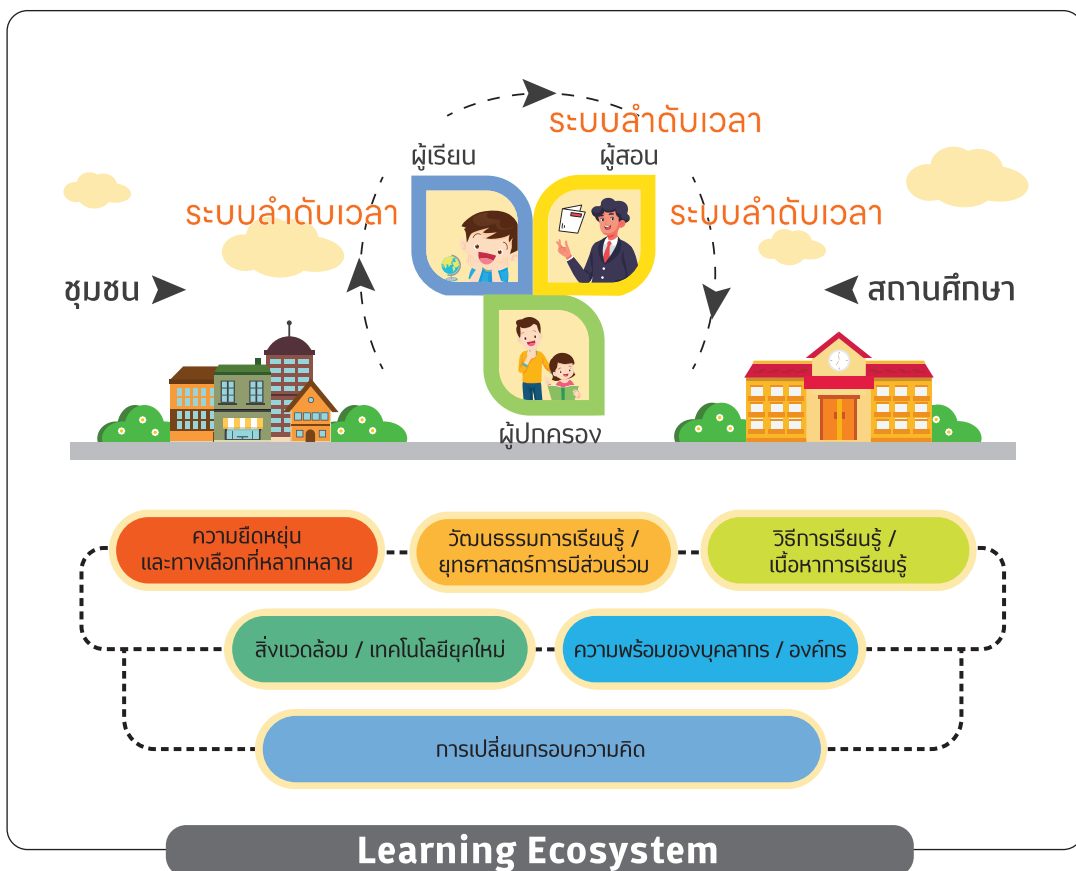 ระบบลำดับเวลา
ผู้เรียน
ผู้สอน
ระบบลำดับเวลา
ระบบลำดับเวลา
ชุมชน
สถานศึกษา
ผู้ปกครอง
ความยืดหยุ่น
และทางเลือกที่หลากหลาย
วัฒนธรรมการเรียนรู้ /
ยุทธศาสตร์การมีส่วนร่วม
วิธีการเรียนรู้ /
เนื้อหาการเรียนรู้
สิ่งแวดล้อม / เทคโนโลยียุคใหม่
ความพร้อมของบุคลากร / องค์กร
การเปลี่ยนกรอบความคิด
Learning Ecosystem